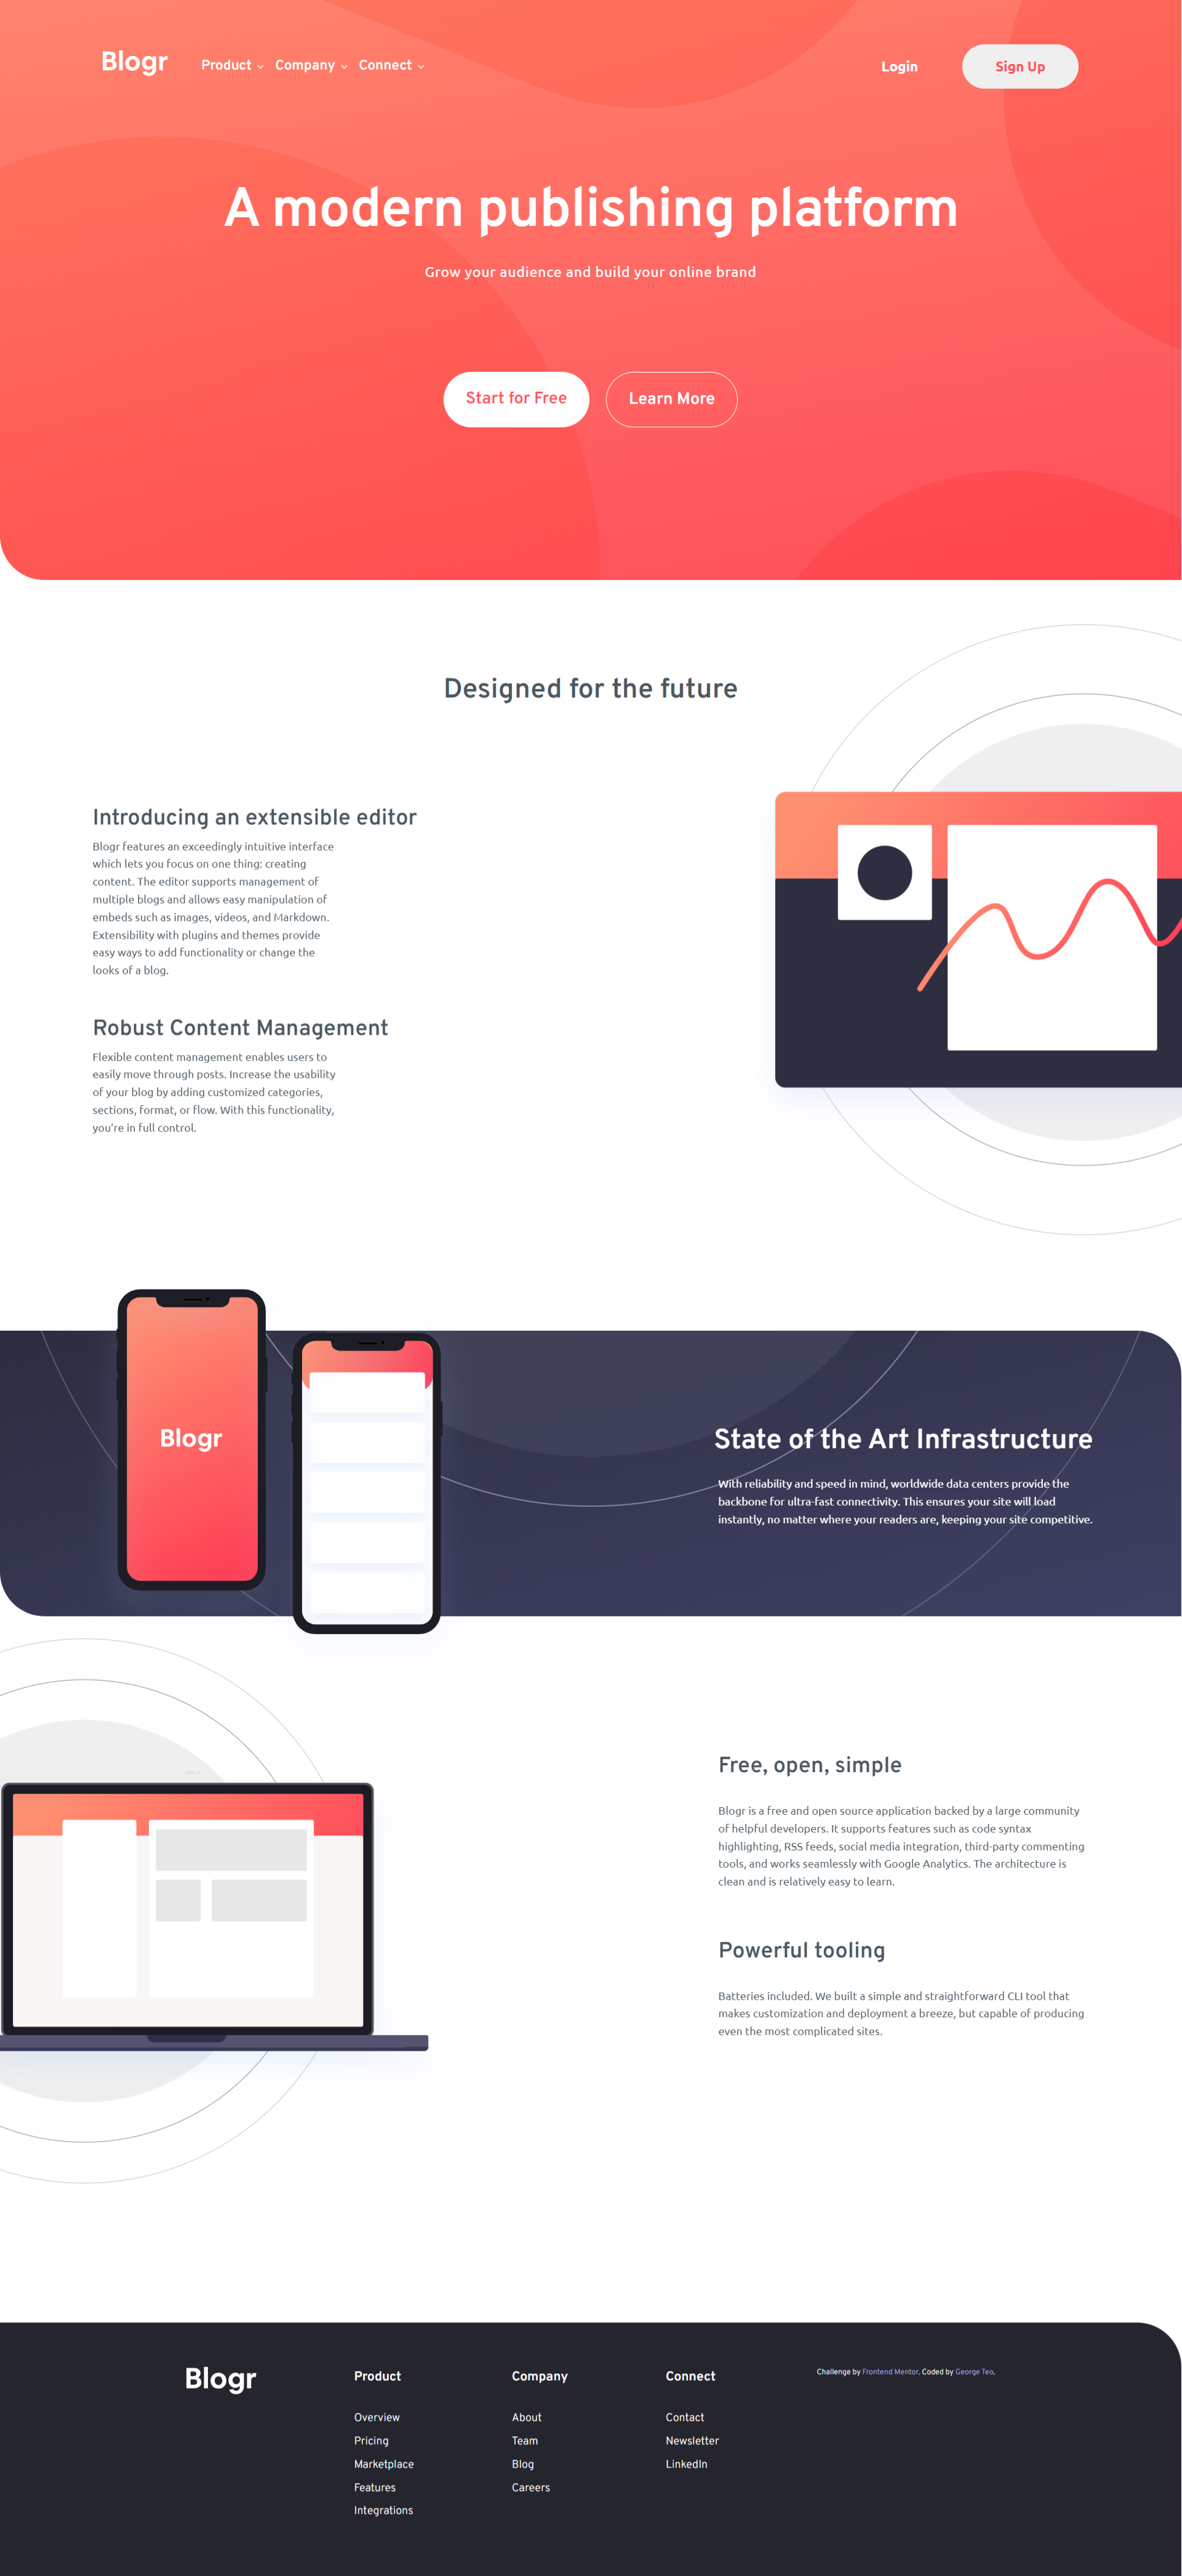 Blogr Product Company Connect Login Sign Up
A modern publishing platform
Grow your audience and build your online brand
Start for Free Learn More
Designed for the future
Introducing an extensible editor
Blogr features an exceedingly intuitive interface
which lets you focus on one thing: creating
content. The editor supports management of
multiple blogs and allows easy manipulation of
embeds such as images, videos, and Markdown.
Extensibility with plugins and themes provide
easy ways to add functionality or change the
looks of a blog.
Robust Content Management
Flexible content management enables users to
easily move through posts. Increase the usability
of your blog by adding customized categories,
sections, format, or flow. With this functionality,
you’re in full control.
Blogr
State of the Art Infrastructure
With reliability and speed in mind, worldwide data centers provide the
backbone for ultra-fast connectivity. This ensures your site will load
instantly, no matter where your readers are, keeping your site competitive.
Free, open, simple
Blogr is a free and open source application backed by a large community
of helpful developers. It supports features such as code syntax
highlighting, RSS feeds, social media integration, third-party commenting
tools, and works seamlessly with Google Analytics. The architecture is
clean and is relatively easy to learn.
Powerful tooling
Batteries included. We built a simple and straightforward CLI tool that
makes customization and deployment a breeze, but capable of producing
even the most complicated sites.
Blogr
Product
Overview
Pricing
Marketplace
Features
Integrations
Company
About
Team
Blog
Careers
Connect
Contact
Newsletter
LinkedIn
Challenge by Frontend Mentor. Coded by George Teo.